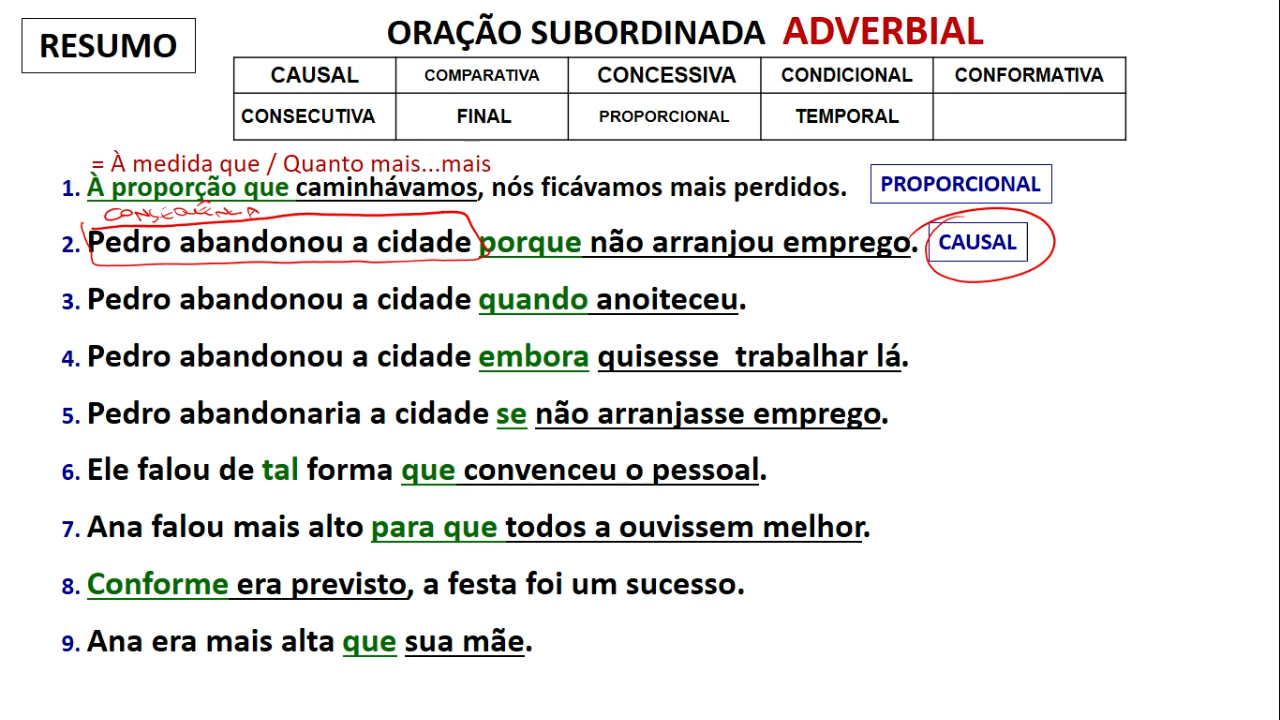 RESUMO
ORAÇÃO SUBORDINADA ADVERBIAL
CAUSAL COMPARATIVA CONCESSIVA CONDICIONAL CONFORMATIVA
CONSECUTIVA FINAL PROPORCIONAL TEMPORAL
= À medida que / Quanto mais...mais
1. À proporção que caminhávamos, nós ficávamos mais perdidos. PROPORCIONAL
CONSEQUÊNCIA
2. Pedro abandonou a cidade porque não arranjou emprego. CAUSAL
3. Pedro abandonou a cidade quando anoiteceu.
4. Pedro abandonou a cidade embora quisesse trabalhar lá.
5. Pedro abandonaria a cidade se não arranjasse emprego.
6. Ele falou de tal forma que convenceu o pessoal.
7. Ana falou mais alto para que todos a ouvissem melhor.
8. Conforme era previsto, a festa foi um sucesso.
9. Ana era mais alta que sua mãe.